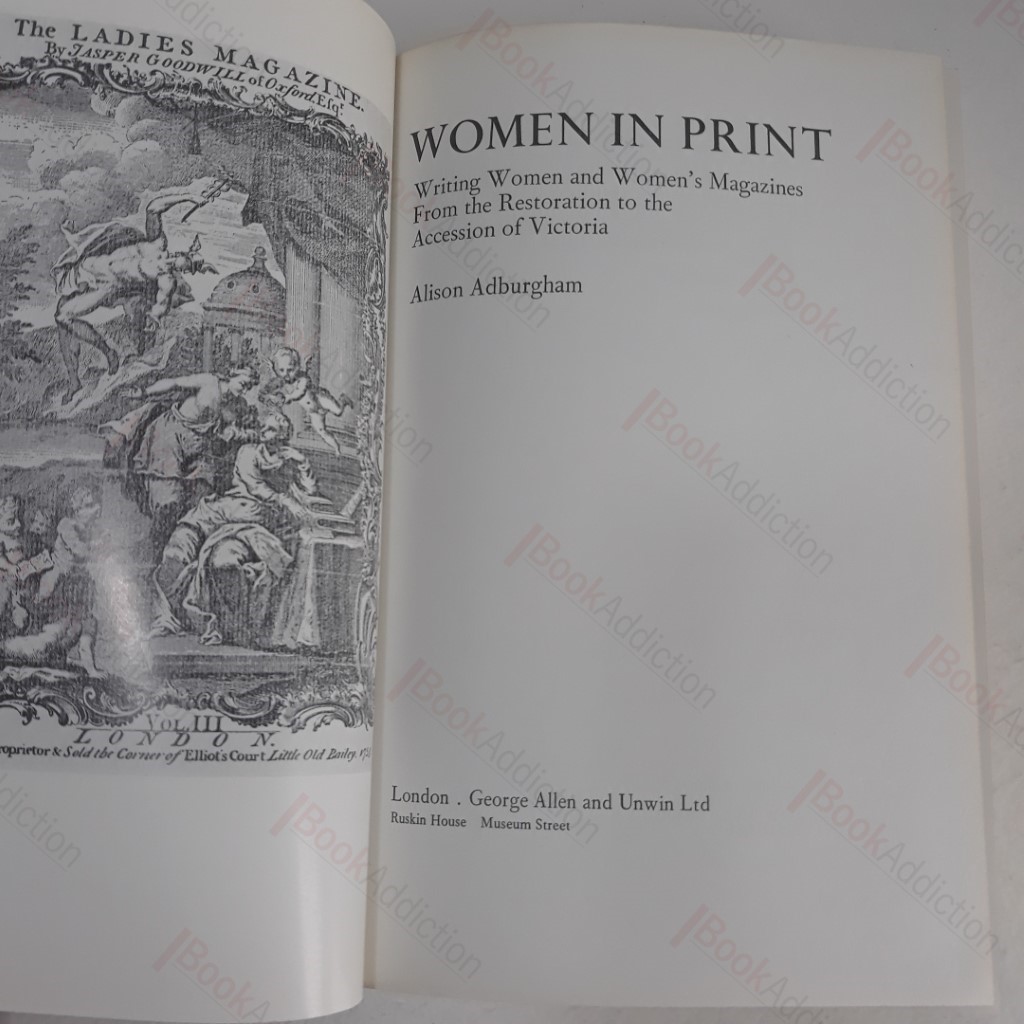 The LADIES MAGAZINE.
By JASPER GOODWILL of Oxford Esqr.
VOL. III
LONDON.
roprietor & Sold the Corner of Elliot's Court Little Old Bailey.
WOMEN IN PRINT
Writing Women and Women's Magazines
From the Restoration to the
Accession of Victoria
Alison Adburgham
London . George Allen and Unwin Ltd
Ruskin House Museum Street
BookAddiction